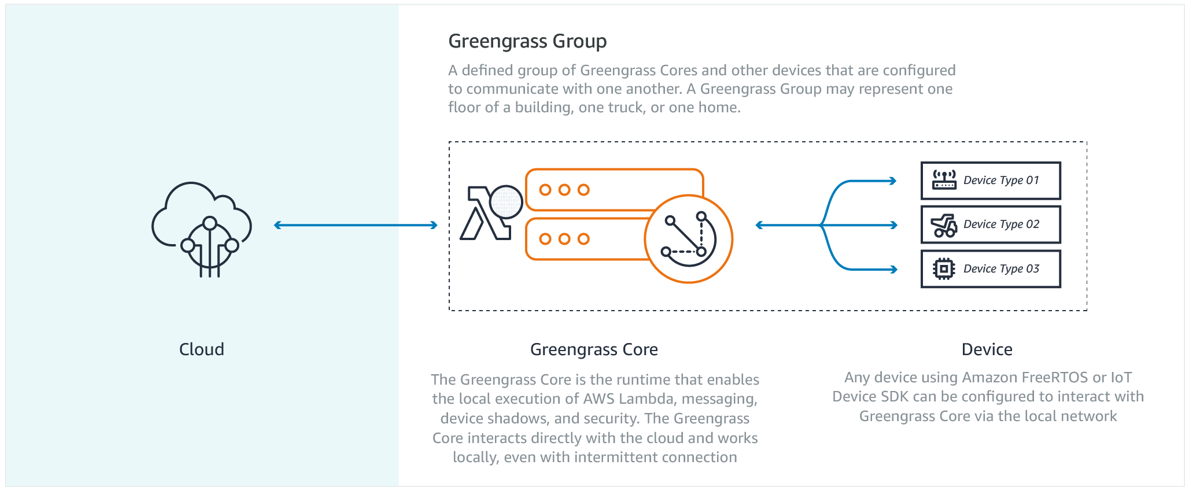 Greengrass Group
A defined group of Greengrass Cores and other devices that are configured
to communicate with one another. A Greengrass Group may represent one
floor of a building, one truck, or one home.
Device Type 01
Device Type 02
Device Type 03
Cloud
Greengrass Core
The Greengrass Core is the runtime that enables
the local execution of AWS Lambda, messaging,
device shadows, and security. The Greengrass
Core interacts directly with the cloud and works
locally, even with intermittent connection
Device
Any device using Amazon FreeRTOS or IoT
Device SDK can be configured to interact with
Greengrass Core via the local network